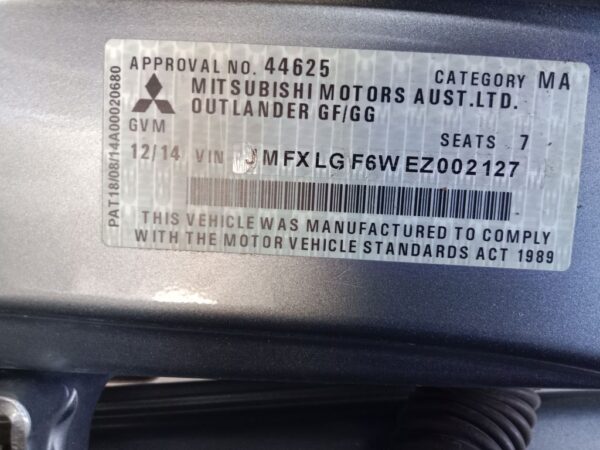 APPROVAL NO. 44625 CATEGORY MA
MITSUBISHI MOTORS AUST.LTD.
OUTLANDER GF/GG
GVM SEATS 7
12/14 VIN JMFXLGF6WEZ002127
THIS VEHICLE WAS MANUFACTURED TO COMPLY
WITH THE MOTOR VEHICLE STANDARDS ACT 1989
PAT18/08/14A00020680